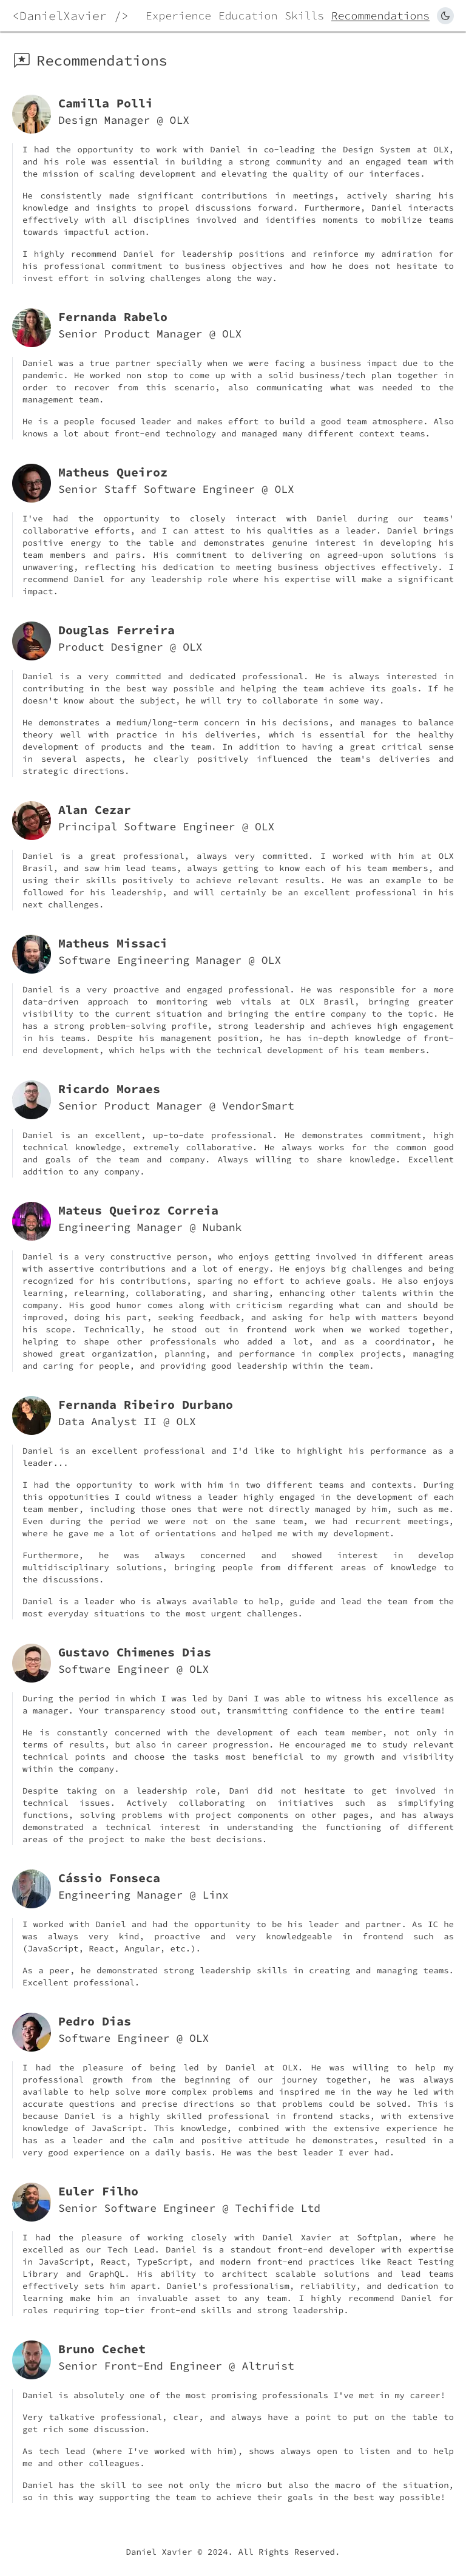 <DanielXavier />
Experience Education Skills Recommendations
Recommendations
Camilla Polli
Design Manager @ OLX
I had the opportunity to work with Daniel in co-leading the Design System at OLX,
and his role was essential in building a strong community and an engaged team with
the mission of scaling development and elevating the quality of our interfaces.
He consistently made significant contributions in meetings, actively sharing his
knowledge and insights to propel discussions forward. Furthermore, Daniel interacts
effectively with all disciplines involved and identifies moments to mobilize teams
towards impactful action.
I highly recommend Daniel for leadership positions and reinforce my admiration for
his professional commitment to business objectives and how he does not hesitate to
invest effort in solving challenges along the way.
Fernanda Rabelo
Senior Product Manager @ OLX
Daniel was a true partner specially when we were facing a business impact due to the
pandemic. He worked non stop to come up with a solid business/tech plan together in
order to recover from this scenario, also communicating what was needed to the
management team.
He is a people focused leader and makes effort to build a good team atmosphere. Also
knows a lot about front-end technology and managed many different context teams.
Matheus Queiroz
Senior Staff Software Engineer @ OLX
I've had the opportunity to closely interact with Daniel during our teams'
collaborative efforts, and I can attest to his qualities as a leader. Daniel brings
positive energy to the table and demonstrates genuine interest in developing his
team members and pairs. His commitment to delivering on agreed-upon solutions is
unwavering, reflecting his dedication to meeting business objectives effectively. I
recommend Daniel for any leadership role where his expertise will make a significant
impact.
Douglas Ferreira
Product Designer @ OLX
Daniel is a very committed and dedicated professional. He is always interested in
contributing in the best way possible and helping the team achieve its goals. If he
doesn't know about the subject, he will try to collaborate in some way.
He demonstrates a medium/long-term concern in his decisions, and manages to balance
theory well with practice in his deliveries, which is essential for the healthy
development of products and the team. In addition to having a great critical sense
in several aspects, he clearly positively influenced the team's deliveries and
strategic directions.
Alan Cezar
Principal Software Engineer @ OLX
Daniel is a great professional, always very committed. I worked with him at OLX
Brasil, and saw him lead teams, always getting to know each of his team members, and
using their skills positively to achieve relevant results. He was an example to be
followed for his leadership, and will certainly be an excellent professional in his
next challenges.
Matheus Missaci
Software Engineering Manager @ OLX
Daniel is a very proactive and engaged professional. He was responsible for a more
data-driven approach to monitoring web vitals at OLX Brasil, bringing greater
visibility to the current situation and bringing the entire company to the topic. He
has a strong problem-solving profile, strong leadership and achieves high engagement
in his teams. Despite his management position, he has in-depth knowledge of front-
end development, which helps with the technical development of his team members.
Ricardo Moraes
Senior Product Manager @ VendorSmart
Daniel is an excellent, up-to-date professional. He demonstrates commitment, high
technical knowledge, extremely collaborative. He always works for the common good
and goals of the team and company. Always willing to share knowledge. Excellent
addition to any company.
Mateus Queiroz Correia
Engineering Manager @ Nubank
Daniel is a very constructive person, who enjoys getting involved in different areas
with assertive contributions and a lot of energy. He enjoys big challenges and being
recognized for his contributions, sparing no effort to achieve goals. He also enjoys
learning, relearning, collaborating, and sharing, enhancing other talents within the
company. His good humor comes along with criticism regarding what can and should be
improved, doing his part, seeking feedback, and asking for help with matters beyond
his scope. Technically, he stood out in frontend work when we worked together,
helping to shape other professionals who added a lot, and as a coordinator, he
showed great organization, planning, and performance in complex projects, managing
and caring for people, and providing good leadership within the team.
Fernanda Ribeiro Durbano
Data Analyst II @ OLX
Daniel is an excellent professional and I'd like to highlight his performance as a
leader...
I had the opportunity to work with him in two different teams and contexts. During
this oppotunities I could witness a leader highly engaged in the development of each
team member, including those ones that were not directly managed by him, such as me.
Even during the period we were not on the same team, we had recurrent meetings,
where he gave me a lot of orientations and helped me with my development.
Furthermore, he was always concerned and showed interest in develop
multidisciplinary solutions, bringing people from different areas of knowledge to
the discussions.
Daniel is a leader who is always available to help, guide and lead the team from the
most everyday situations to the most urgent challenges.
Gustavo Chimenes Dias
Software Engineer @ OLX
During the period in which I was led by Dani I was able to witness his excellence as
a manager. Your transparency stood out, transmitting confidence to the entire team!
He is constantly concerned with the development of each team member, not only in
terms of results, but also in career progression. He encouraged me to study relevant
technical points and choose the tasks most beneficial to my growth and visibility
within the company.
Despite taking on a leadership role, Dani did not hesitate to get involved in
technical issues. Actively collaborating on initiatives such as simplifying
functions, solving problems with project components on other pages, and has always
demonstrated a technical interest in understanding the functioning of different
areas of the project to make the best decisions.
Cássio Fonseca
Engineering Manager @ Linx
I worked with Daniel and had the opportunity to be his leader and partner. As IC he
was always very kind, proactive and very knowledgeable in frontend such as
(JavaScript, React, Angular, etc.).
As a peer, he demonstrated strong leadership skills in creating and managing teams.
Excellent professional.
Pedro Dias
Software Engineer @ OLX
I had the pleasure of being led by Daniel at OLX. He was willing to help my
professional growth from the beginning of our journey together, he was always
available to help solve more complex problems and inspired me in the way he led with
accurate questions and precise directions so that problems could be solved. This is
because Daniel is a highly skilled professional in frontend stacks, with extensive
knowledge of JavaScript. This knowledge, combined with the extensive experience he
has as a leader and the calm and positive attitude he demonstrates, resulted in a
very good experience on a daily basis. He was the best leader I ever had.
Euler Filho
Senior Software Engineer @ Techifide Ltd
I had the pleasure of working closely with Daniel Xavier at Softplan, where he
excelled as our Tech Lead. Daniel is a standout front-end developer with expertise
in JavaScript, React, TypeScript, and modern front-end practices like React Testing
Library and GraphQL. His ability to architect scalable solutions and lead teams
effectively sets him apart. Daniel's professionalism, reliability, and dedication to
learning make him an invaluable asset to any team. I highly recommend Daniel for
roles requiring top-tier front-end skills and strong leadership.
Bruno Cechet
Senior Front-End Engineer @ Altruist
Daniel is absolutely one of the most promising professionals I've met in my career!
Very talkative professional, clear, and always have a point to put on the table to
get rich some discussion.
As tech lead (where I've worked with him), shows always open to listen and to help
me and other colleagues.
Daniel has the skill to see not only the micro but also the macro of the situation,
so in this way supporting the team to achieve their goals in the best way possible!
Daniel Xavier © 2024. All Rights Reserved.